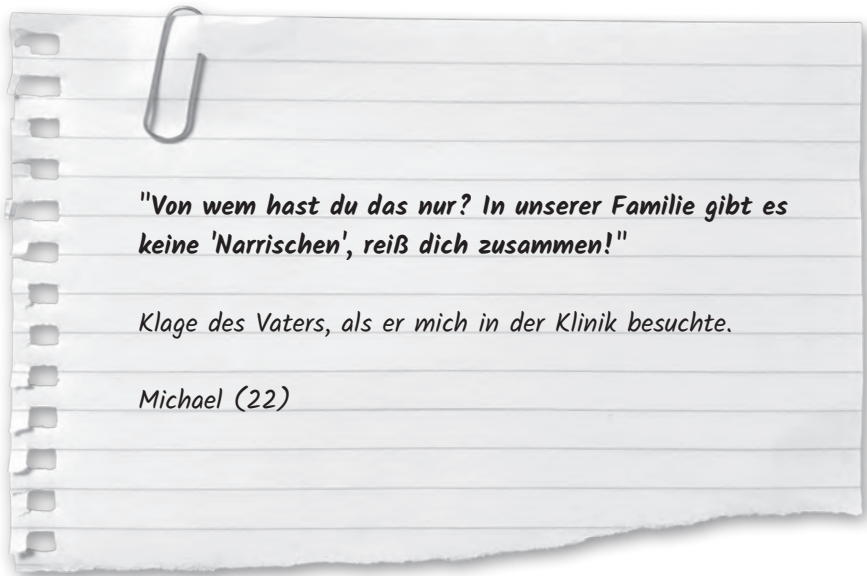 "Von wem hast du das nur? In unserer Familie gibt es
keine 'Narrischen', reiß dich zusammen!"
Klage des Vaters, als er mich in der Klinik besuchte.
Michael (22)